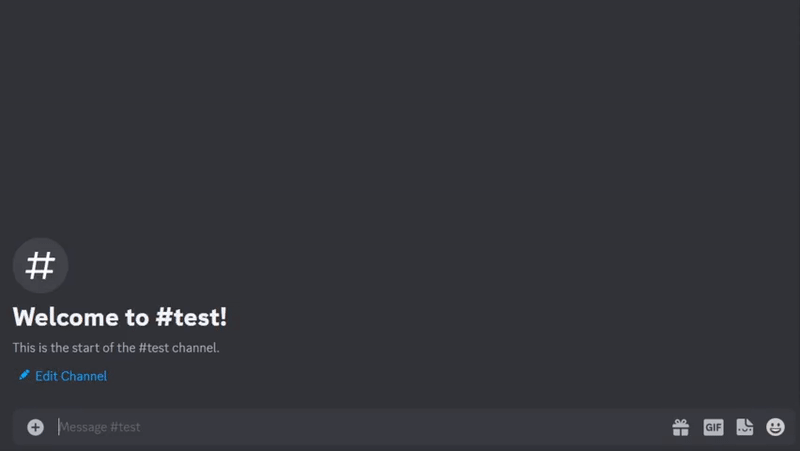 #
Welcome to #test!
This is the start of the #test channel.
Edit Channel
Message #test
GIF